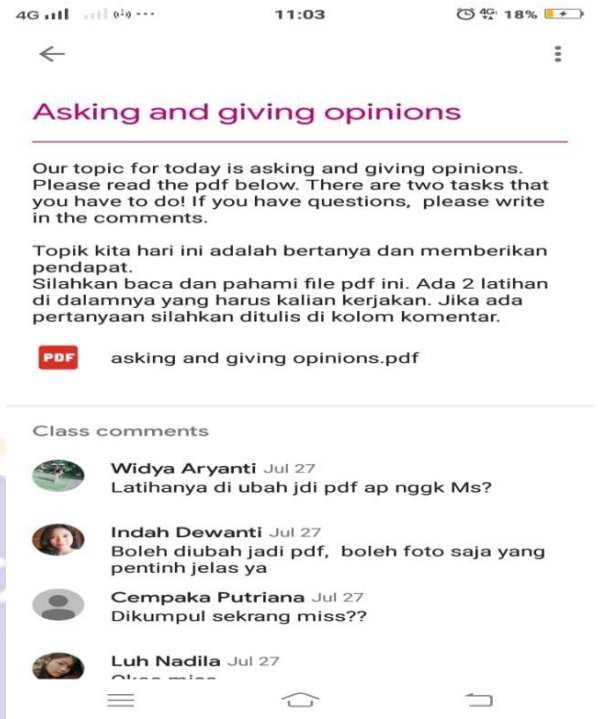 4G 11:03 4G 18%
Asking and giving opinions
Our topic for today is asking and giving opinions.
Please read the pdf below. There are two tasks that
you have to do! If you have questions, please write
in the comments.
Topik kita hari ini adalah bertanya dan memberikan
pendapat.
Silahkan baca dan pahami file pdf ini. Ada 2 latihan
di dalamnya yang harus kalian kerjakan. Jika ada
pertanyaan silahkan ditulis di kolom komentar.
PDF asking and giving opinions.pdf
Class comments
Widya Aryanti Jul 27
Latihanya di ubah jdi pdf ap nggk Ms?
Indah Dewanti Jul 27
Boleh diubah jadi pdf, boleh foto saja yang
pentinh jelas ya
Cempaka Putriana Jul 27
Dikumpul sekrang miss??
Luh Nadila Jul 27